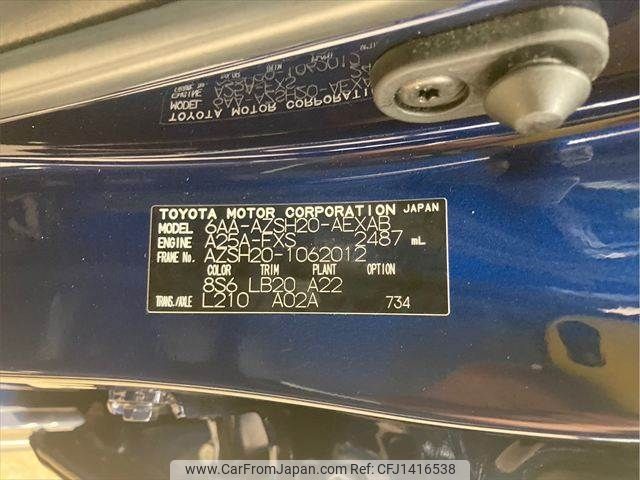 TOYOTA MOTOR CORPORATION JAPAN
MODEL 6AA-AZSH20-AEXAB
ENGINE A25A-FXS 2487 mL
FRAME No. AZSH20-1062012
COLOR TRIM PLANT OPTION
8S6 LB20 A22
TRANS./AXLE L210 A02A 734
© CarFromJapan.com - Ref: CFJ1416538